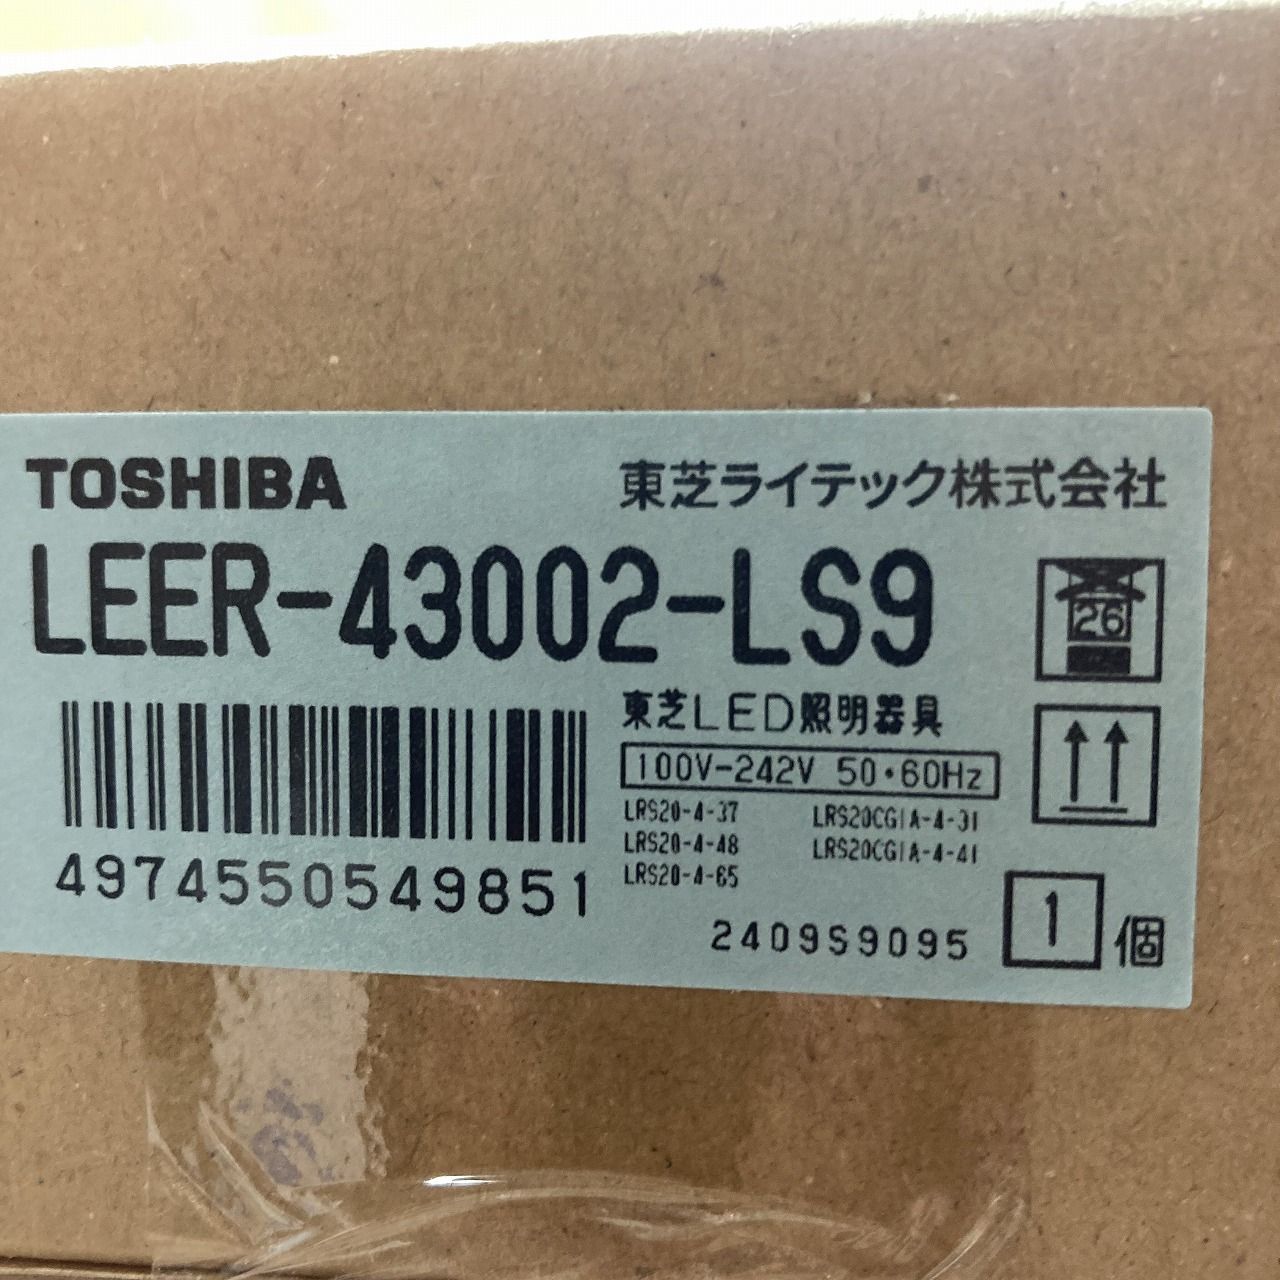 TOSHIBA 東芝ライテック株式会社
LEER-43002-LS9
26
東芝LED照明器具
100V-242V 50・60Hz
LRS20-4-37 LRS20CG1A-4-31
LRS20-4-48 LRS20CG1A-4-41
LRS20-4-65
4974550549851
2409S9095
1個